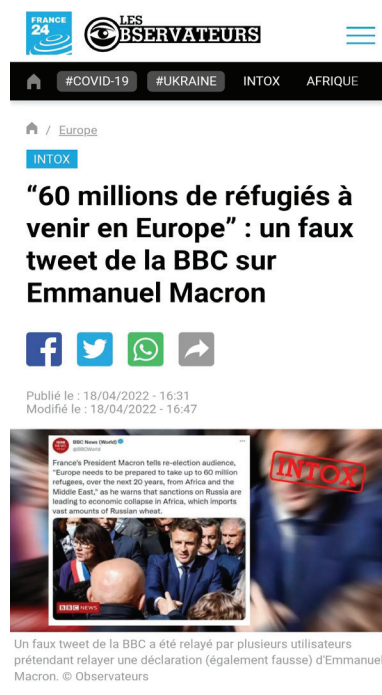 FRANCE
24
LES
OBSERVATEURS
#COVID-19 #UKRAINE INTOX AFRIQUE
/ Europe
INTOX
“60 millions de réfugiés à
venir en Europe” : un faux
tweet de la BBC sur
Emmanuel Macron
Publié le : 18/04/2022 - 16:31
Modifié le : 18/04/2022 - 16:47
BBC News (World)
@BBCWorld
France's President Macron tells re-election audience,
"Europe needs to be prepared to take up to 60 million
refugees, over the next 20 years, from Africa and the
Middle East," as he warns that sanctions on Russia are
leading to economic collapse in Africa, which imports
vast amounts of Russian wheat.
BBC NEWS
INTOX
Un faux tweet de la BBC a été relayé par plusieurs utilisateurs
prétendant relayer une déclaration (également fausse) d'Emmanuel
Macron. © Observateurs